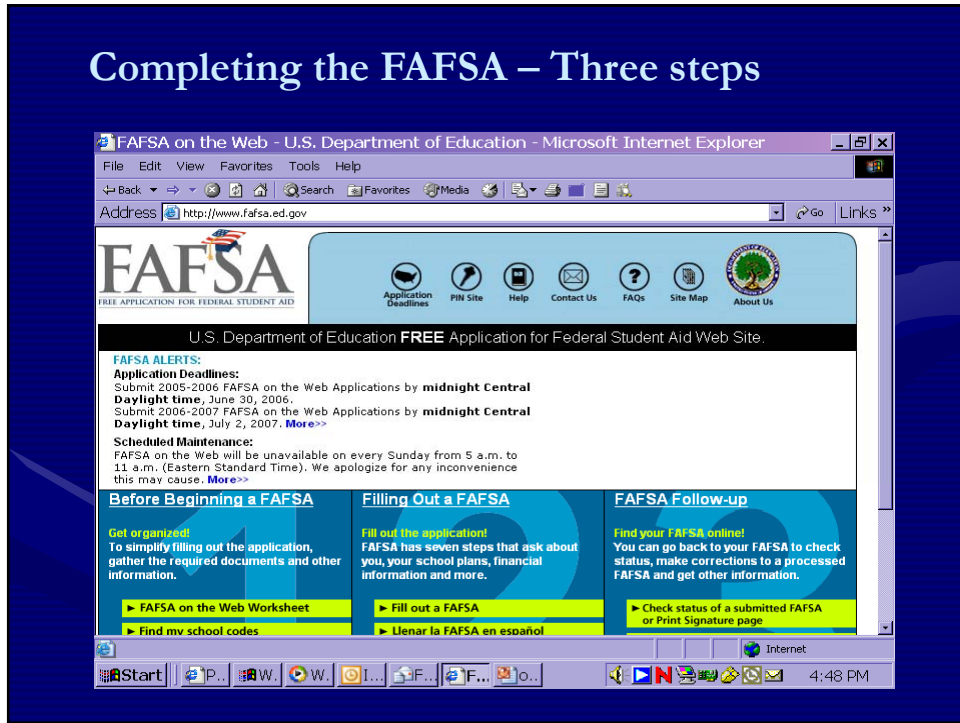 Completing the FAFSA – Three steps
FAFSA on the Web - U.S. Department of Education - Microsoft Internet Explorer
File Edit View Favorites Tools Help
Back Search Favorites Media
Address http://www.fafsa.ed.gov Go Links »
FAFSA
FREE APPLICATION FOR FEDERAL STUDENT AID
Application
Deadlines
PIN Site
Help
Contact Us
?
FAQs
Site Map
About Us
U.S. Department of Education FREE Application for Federal Student Aid Web Site.
FAFSA ALERTS:
Application Deadlines:
Submit 2005-2006 FAFSA on the Web Applications by midnight Central
Daylight time, June 30, 2006.
Submit 2006-2007 FAFSA on the Web Applications by midnight Central
Daylight time, July 2, 2007. More>>
Scheduled Maintenance:
FAFSA on the Web will be unavailable on every Sunday from 5 a.m. to
11 a.m. (Eastern Standard Time). We apologize for any inconvenience
this may cause. More>>
1
Before Beginning a FAFSA
Get organized!
To simplify filling out the application,
gather the required documents and other
information.
► FAFSA on the Web Worksheet
► Find my school codes
2
Filling Out a FAFSA
Fill out the application!
FAFSA has seven steps that ask about
you, your school plans, financial
information and more.
► Fill out a FAFSA
► Llenar la FAFSA en español
3
FAFSA Follow-up
Find your FAFSA online!
You can go back to your FAFSA to check
status, make corrections to a processed
FAFSA and get other information.
► Check status of a submitted FAFSA
or Print Signature page
Internet
Start P.. W. W. I... F... F... o.. N 4:48 PM